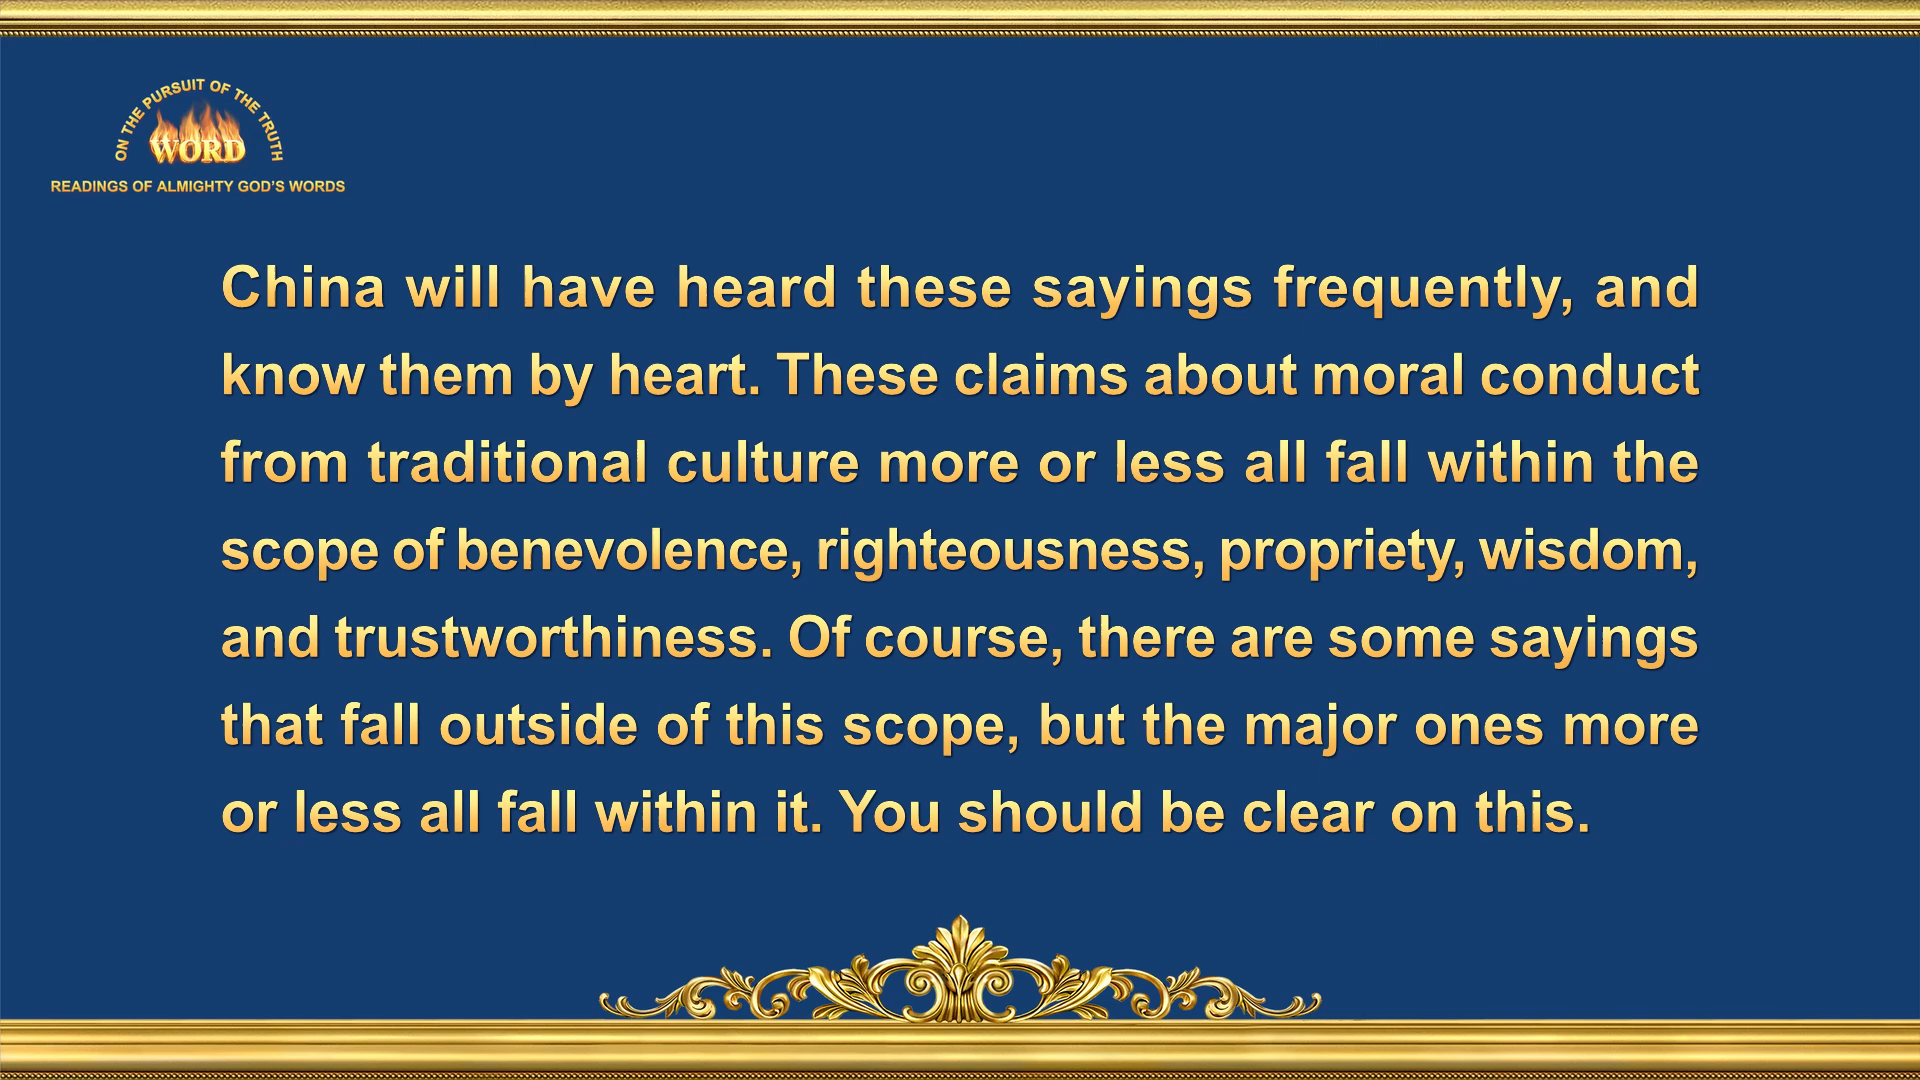 ON THE PURSUIT OF THE TRUTH
WORD
READINGS OF ALMIGHTY GOD'S WORDS
China will have heard these sayings frequently, and
know them by heart. These claims about moral conduct
from traditional culture more or less all fall within the
scope of benevolence, righteousness, propriety, wisdom,
and trustworthiness. Of course, there are some sayings
that fall outside of this scope, but the major ones more
or less all fall within it. You should be clear on this.